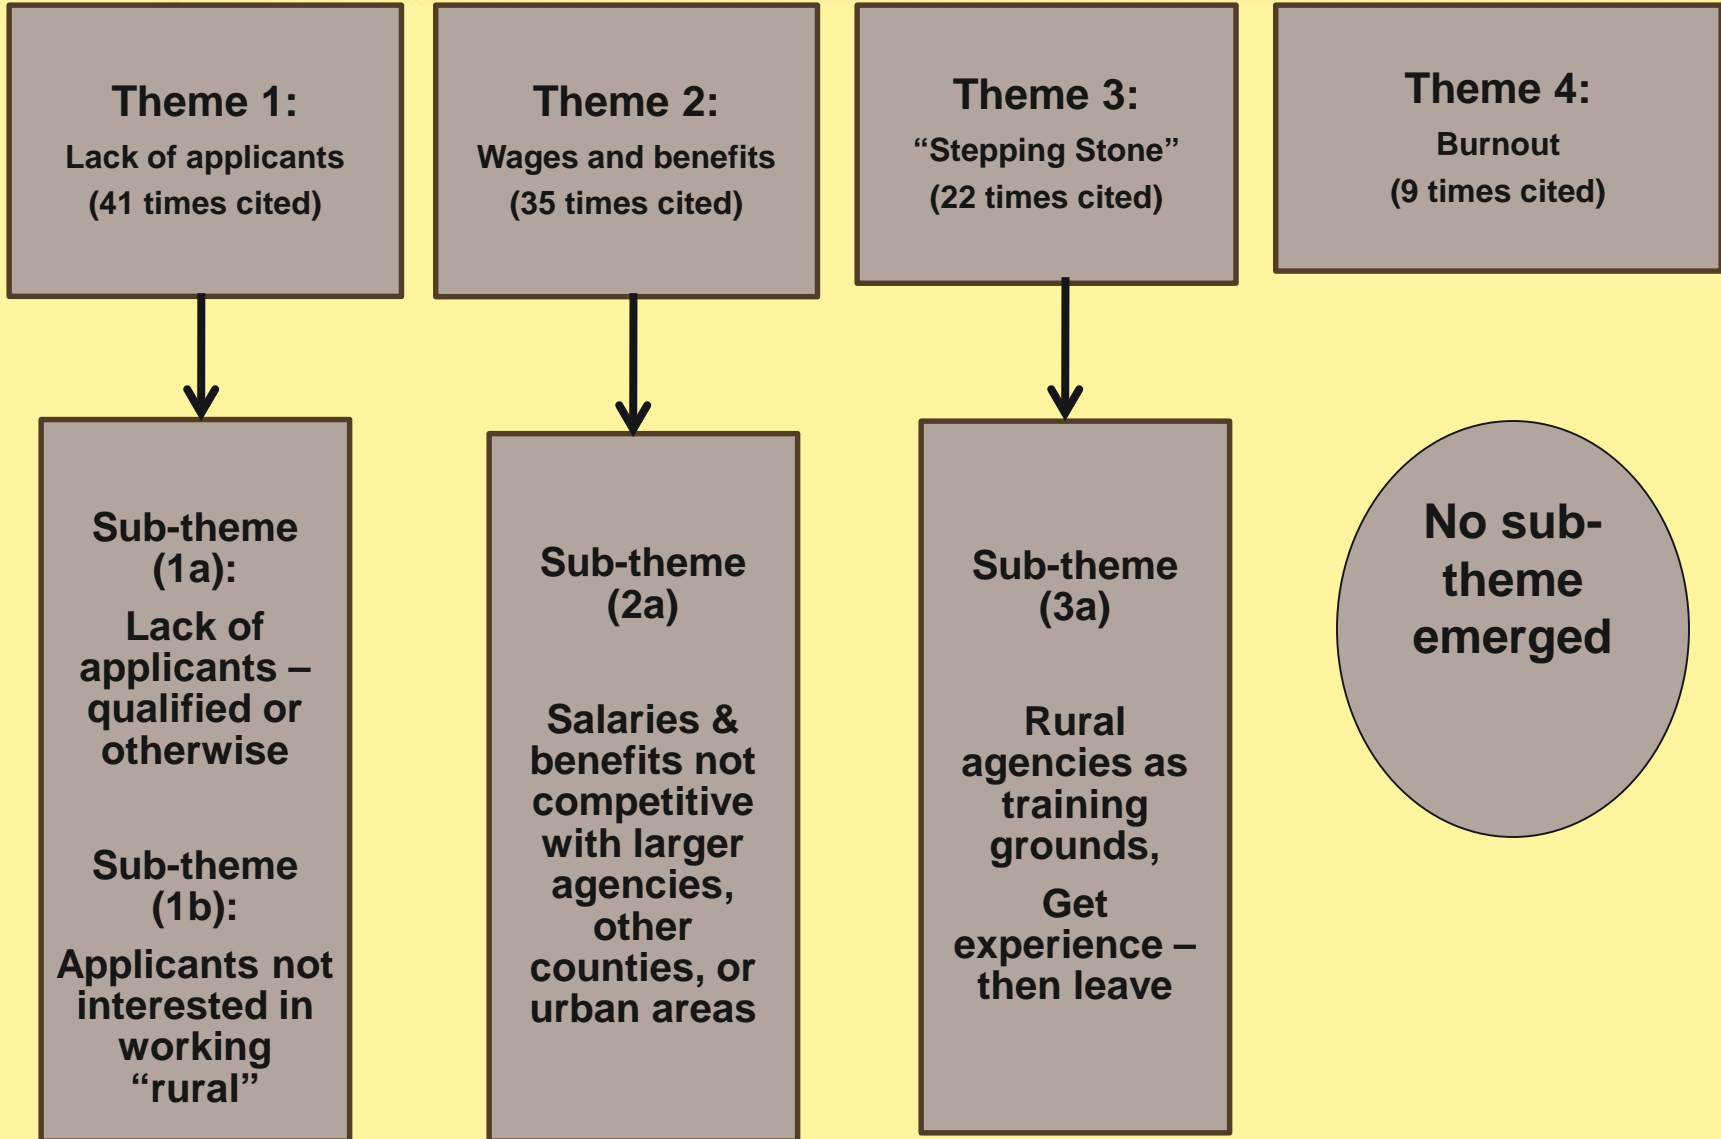 Theme 1:
Lack of applicants
(41 times cited)
Theme 2:
Wages and benefits
(35 times cited)
Theme 3:
“Stepping Stone”
(22 times cited)
Theme 4:
Burnout
(9 times cited)
Sub-theme
(1a):
Lack of
applicants –
qualified or
otherwise
Sub-theme
(1b):
Applicants not
interested in
working
“rural”
Sub-theme
(2a)
Salaries &
benefits not
competitive
with larger
agencies,
other
counties, or
urban areas
Sub-theme
(3a)
Rural
agencies as
training
grounds,
Get
experience –
then leave
No sub-
theme
emerged